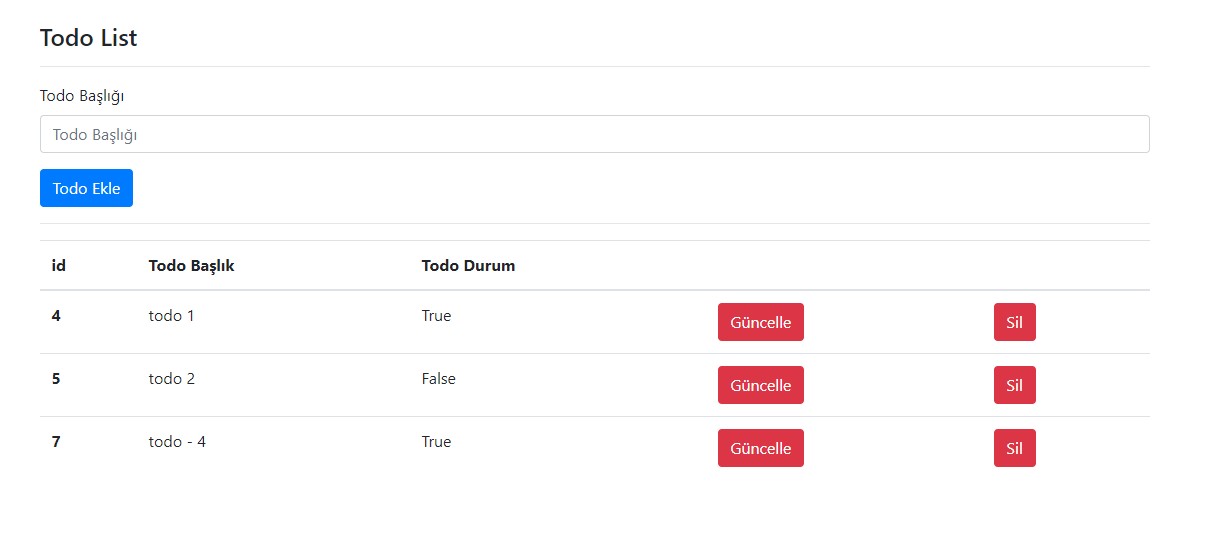 Todo List
Todo Başlığı
Todo Başlığı
Todo Ekle
id Todo Başlık Todo Durum
4 todo 1 True Güncelle Sil
5 todo 2 False Güncelle Sil
7 todo - 4 True Güncelle Sil